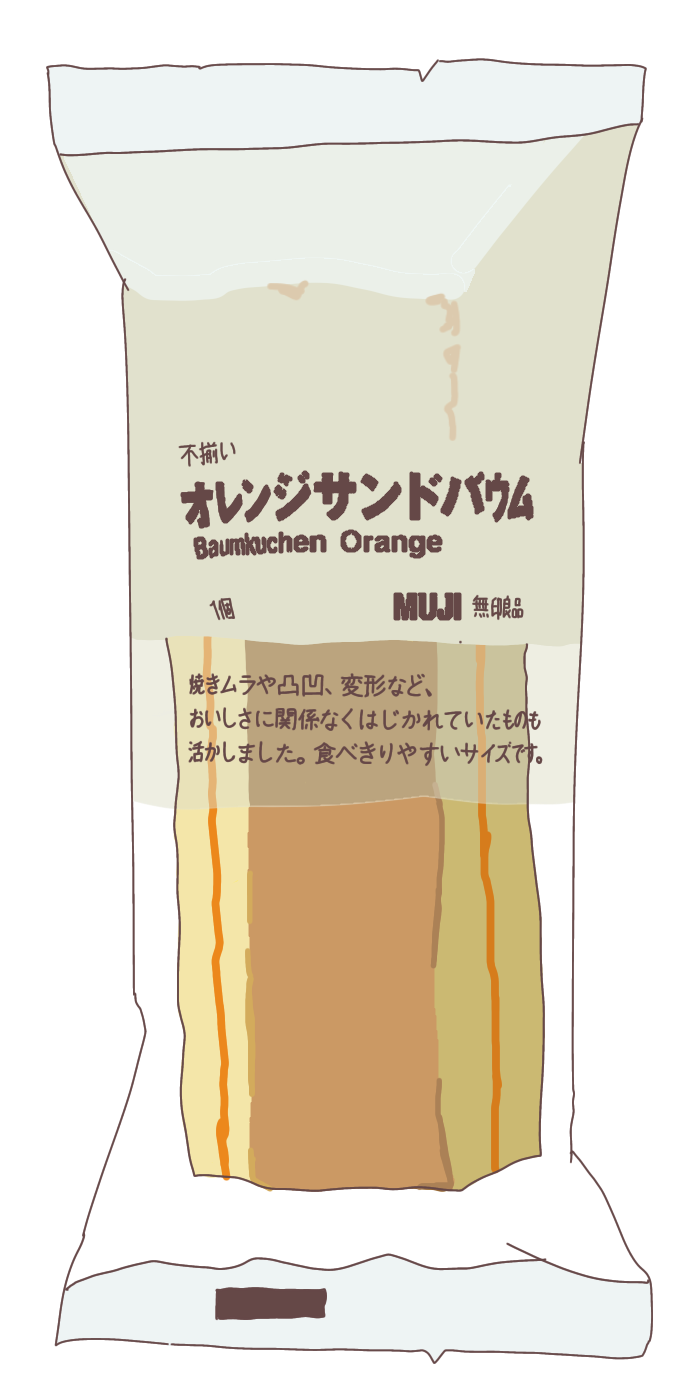 不揃い
オレンジサンドバウム
Baumkuchen Orange
1個
MUJI 無印良品
焼きムラや凸凹、変形など、
おいしさに関係なくはじかれていたものも
活かしました。食べきりやすいサイズです。